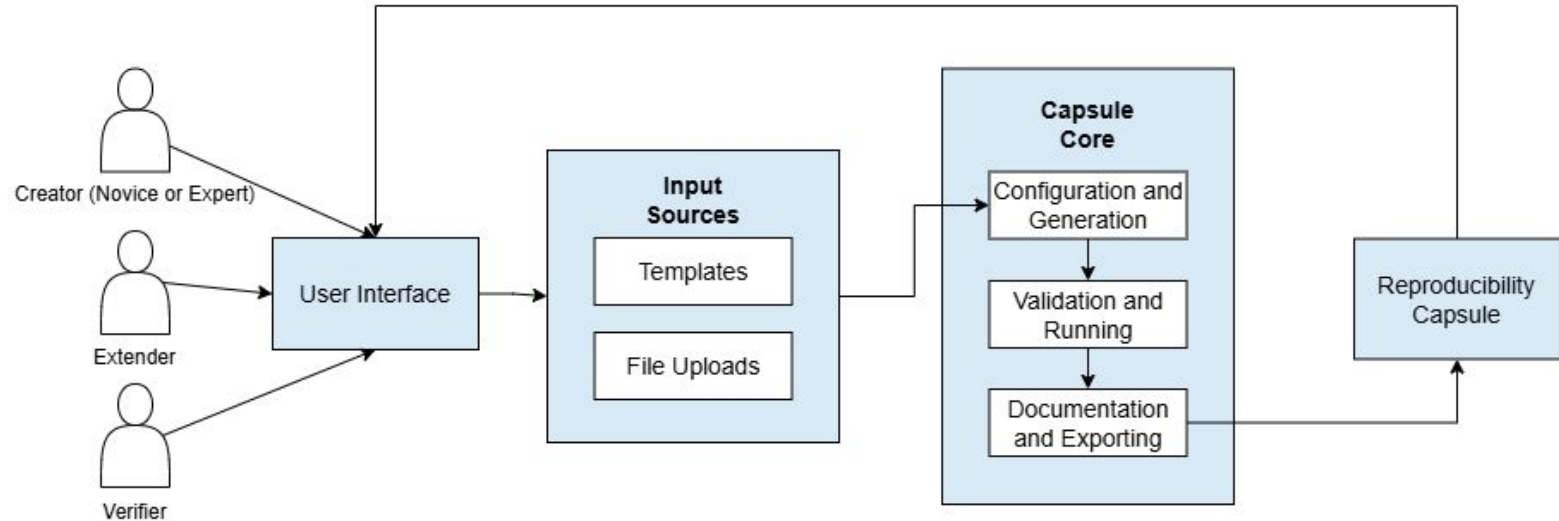 Creator (Novice or Expert)
Extender
Verifier
User Interface
Input
Sources
Templates
File Uploads
Capsule
Core
Configuration and
Generation
Validation and
Running
Documentation
and Exporting
Reproducibility
Capsule